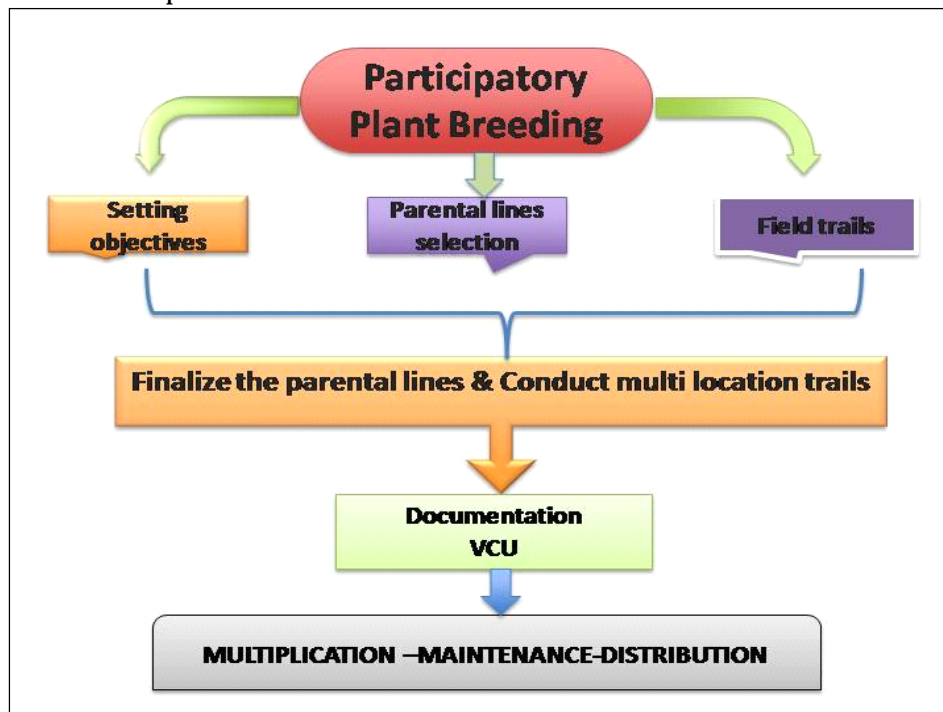 Participatory
Plant Breeding
Setting
objectives
Parental lines
selection
Field trails
Finalize the parental lines & Conduct multi location trails
Documentation
VCU
MULTIPLICATION –MAINTENANCE-DISTRIBUTION